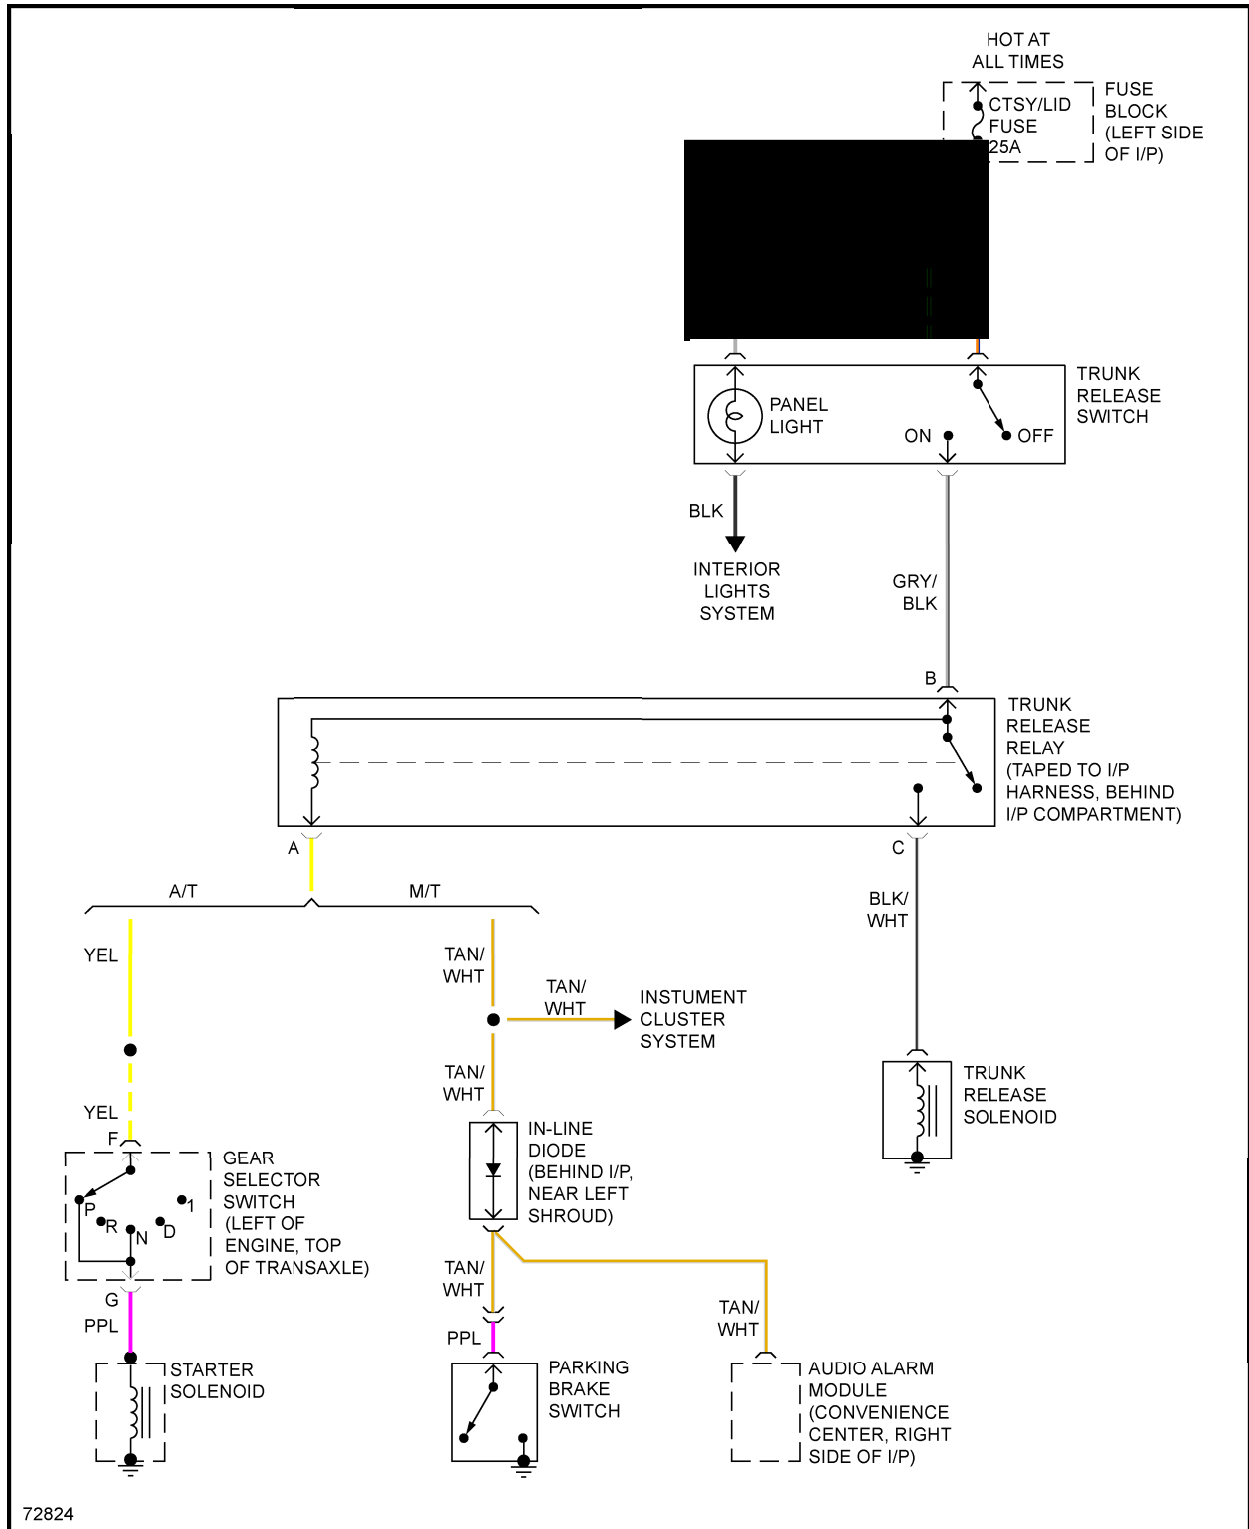 HOT AT
ALL TIMES
CTSY/LID
FUSE
25A
FUSE
BLOCK
(LEFT SIDE
OF I/P)
TRUNK
RELEASE
SWITCH
PANEL
LIGHT
ON
OFF
BLK
INTERIOR
LIGHTS
SYSTEM
GRY/
BLK
B
TRUNK
RELEASE
RELAY
(TAPED TO I/P
HARNESS, BEHIND
I/P COMPARTMENT)
A
C
A/T
M/T
BLK/
WHT
YEL
TAN/
WHT
TAN/
WHT
INSTUMENT
CLUSTER
SYSTEM
TAN/
WHT
TRUNK
RELEASE
SOLENOID
YEL
F
IN-LINE
DIODE
(BEHIND I/P,
NEAR LEFT
SHROUD)
GEAR
SELECTOR
SWITCH
(LEFT OF
ENGINE, TOP
OF TRANSAXLE)
P
R
N
D
1
G
PPL
TAN/
WHT
TAN/
WHT
PPL
STARTER
SOLENOID
PARKING
BRAKE
SWITCH
AUDIO ALARM
MODULE
(CONVENIENCE
CENTER, RIGHT
SIDE OF I/P)
72824